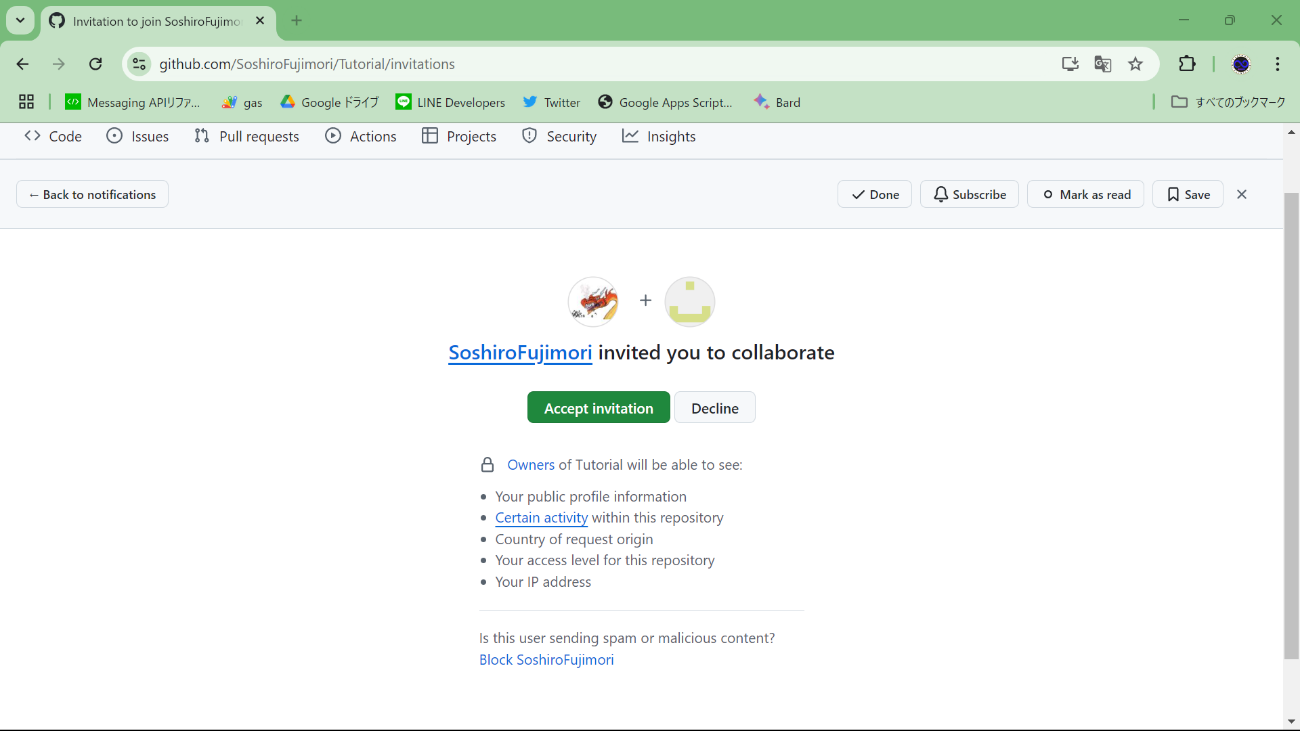 Invitation to join SoshiroFujimo
github.com/SoshiroFujimori/Tutorial/invitations
Messaging APIリファ... gas Google ドライブ LINE Developers Twitter Google Apps Script... Bard すべてのブックマーク
Code Issues Pull requests Actions Projects Security Insights
← Back to notifications Done Subscribe Mark as read Save
SoshiroFujimori invited you to collaborate
Accept invitation Decline
Owners of Tutorial will be able to see:
Your public profile information
Certain activity within this repository
Country of request origin
Your access level for this repository
Your IP address
Is this user sending spam or malicious content?
Block SoshiroFujimori